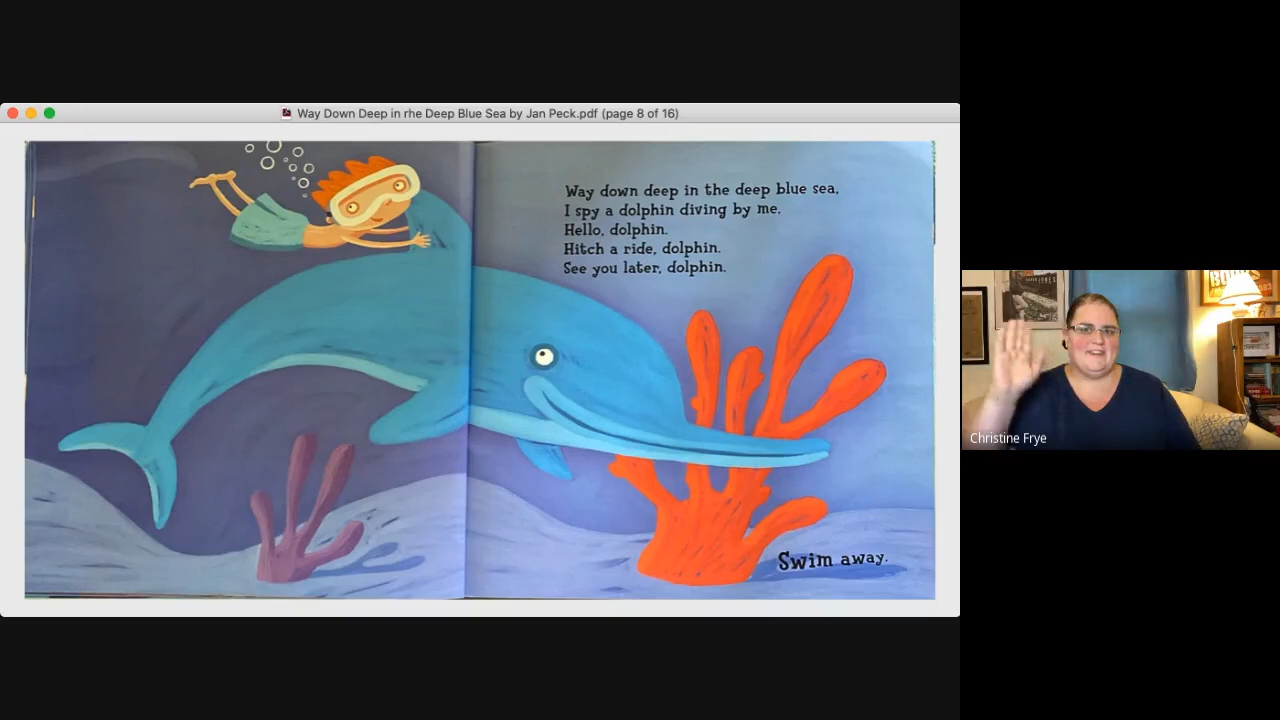 Way Down Deep in rhe Deep Blue Sea by Jan Peck.pdf (page 8 of 16)
Way down deep in the deep blue sea,
I spy a dolphin diving by me.
Hello, dolphin.
Hitch a ride, dolphin.
See you later, dolphin.
Swim away.
Christine Frye